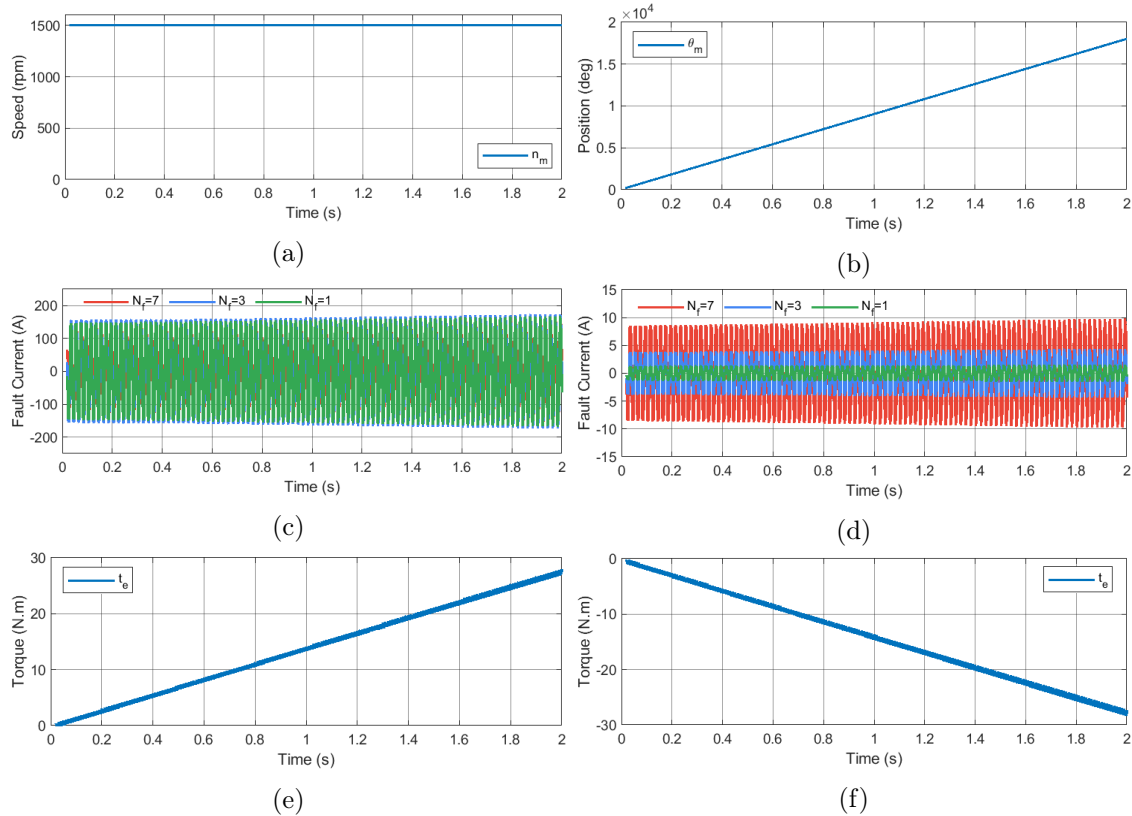 1500
1000
500
0
Speed (rpm)
n_m
0 0.2 0.4 0.6 0.8 1 1.2 1.4 1.6 1.8 2
Time (s)
(a)
×10^4
2
1.5
1
0.5
0
Position (deg)
θ_m
0 0.2 0.4 0.6 0.8 1 1.2 1.4 1.6 1.8 2
Time (s)
(b)
200
100
0
-100
-200
Fault Current (A)
N_f=7 N_f=3 N_f=1
0 0.2 0.4 0.6 0.8 1 1.2 1.4 1.6 1.8 2
Time (s)
(c)
15
10
5
0
-5
-10
-15
Fault Current (A)
N_f=7 N_f=3 N_f=1
0 0.2 0.4 0.6 0.8 1 1.2 1.4 1.6 1.8 2
Time (s)
(d)
30
20
10
0
Torque (N.m)
t_e
0 0.2 0.4 0.6 0.8 1 1.2 1.4 1.6 1.8 2
Time (s)
(e)
0
-10
-20
-30
Torque (N.m)
t_e
0 0.2 0.4 0.6 0.8 1 1.2 1.4 1.6 1.8 2
Time (s)
(f)